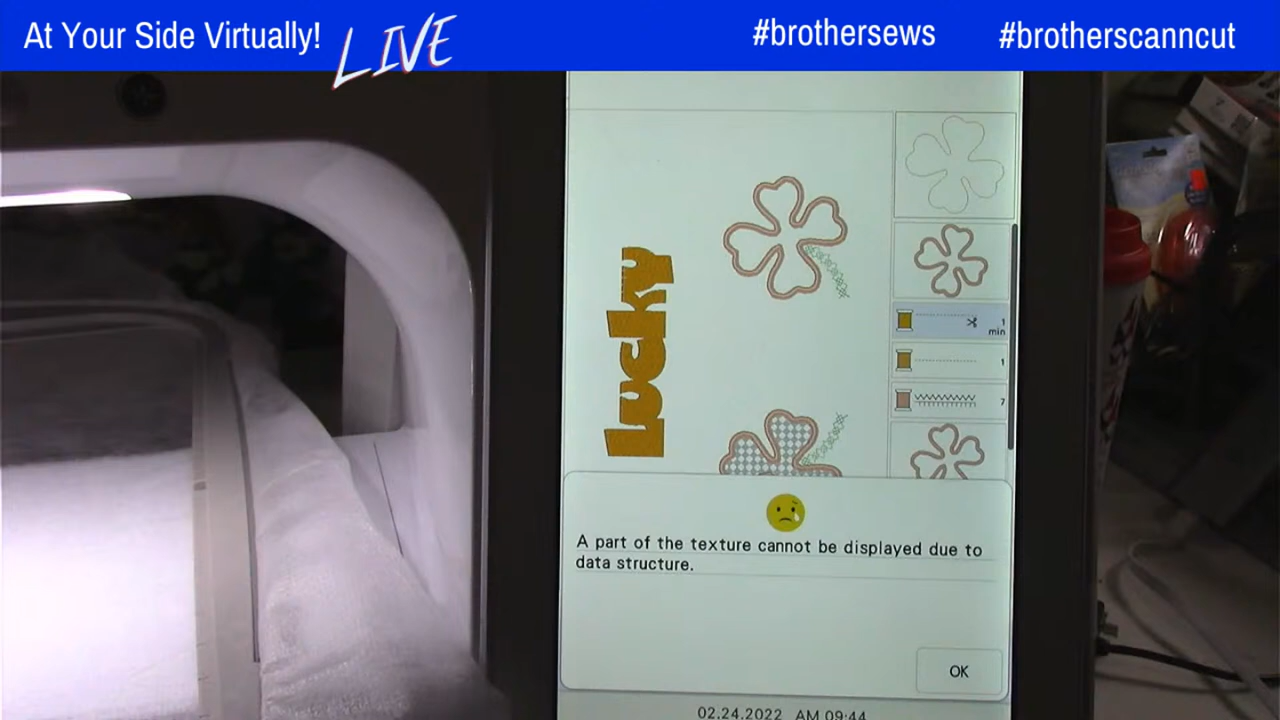 At Your Side Virtually!
LIVE
#brothersews
#brotherscanncut
Lucky
1
min
1
7
A part of the texture cannot be displayed due to
data structure.
OK
02.24.2022 AM 09:44